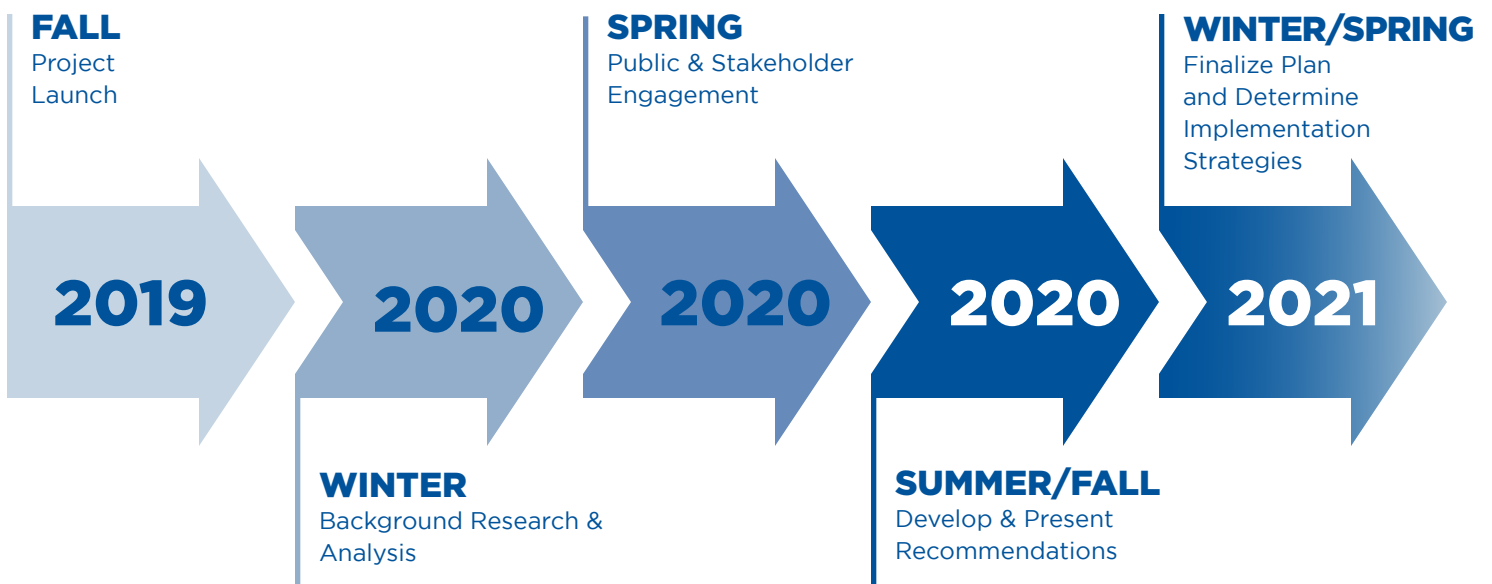 FALL
Project
Launch
SPRING
Public & Stakeholder
Engagement
WINTER/SPRING
Finalize Plan
and Determine
Implementation
Strategies
2019
2020
2020
2020
2021
WINTER
Background Research &
Analysis
SUMMER/FALL
Develop & Present
Recommendations